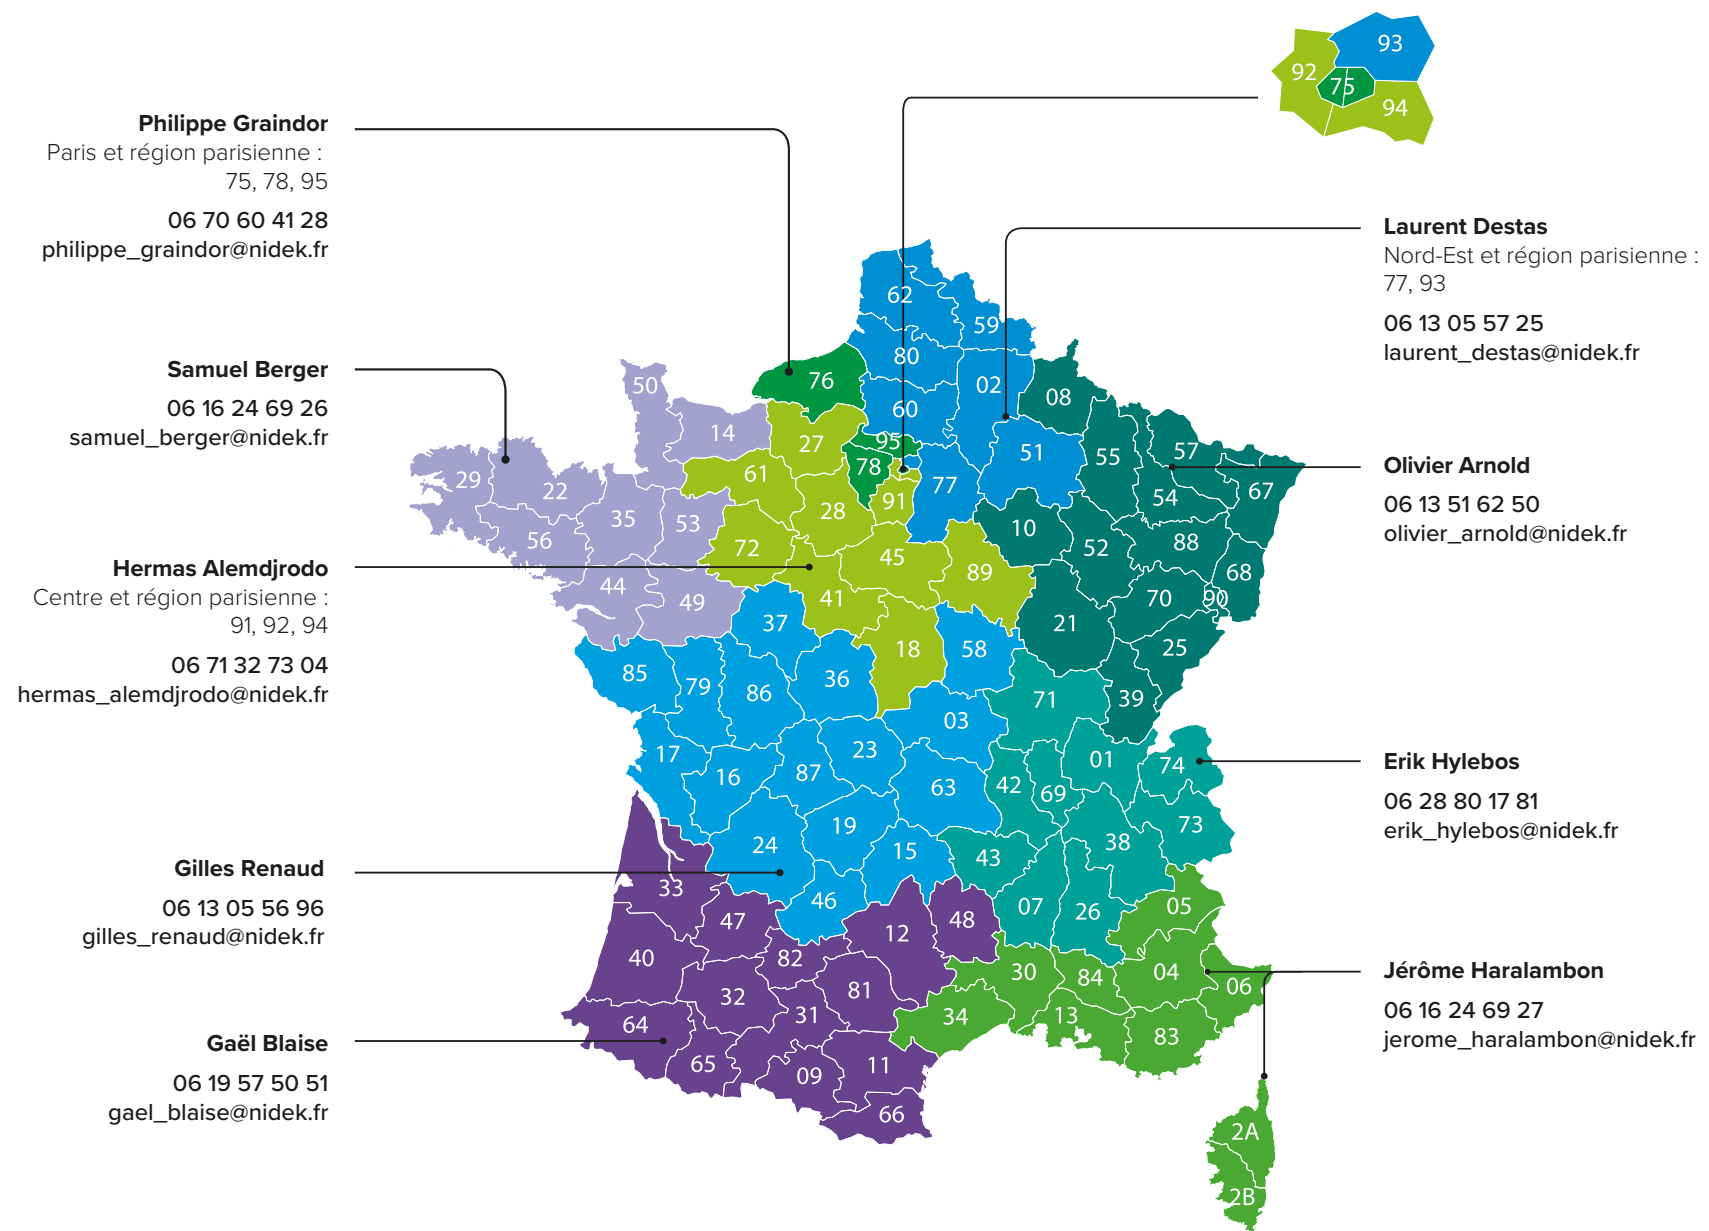 Philippe Graindor
Paris et région parisienne :
75, 78, 95
06 70 60 41 28
philippe_graindor@nidek.fr
Samuel Berger
06 16 24 69 26
samuel_berger@nidek.fr
Hermas Alemdjrodo
Centre et région parisienne :
91, 92, 94
06 71 32 73 04
hermas_alemdjrodo@nidek.fr
Gilles Renaud
06 13 05 56 96
gilles_renaud@nidek.fr
Gaël Blaise
06 19 57 50 51
gael_blaise@nidek.fr
93
92
75
94
62
59
80
76
50
02
08
60
14
27
95
51
57
55
78
61
29
22
77
67
91
54
28
35
53
10
56
72
52
88
45
89
68
44
49
41
70
90
37
21
18
58
25
85
79
86
36
71
39
03
17
23
01
16
87
74
42
69
63
19
73
24
15
38
43
33
46
07
26
05
47
12
48
40
82
30
84
04
32
81
06
31
34
13
64
83
65
09
11
66
2A
2B
Laurent Destas
Nord-Est et région parisienne :
77, 93
06 13 05 57 25
laurent_destas@nidek.fr
Olivier Arnold
06 13 51 62 50
olivier_arnold@nidek.fr
Erik Hylebos
06 28 80 17 81
erik_hylebos@nidek.fr
Jérôme Haralambon
06 16 24 69 27
jerome_haralambon@nidek.fr